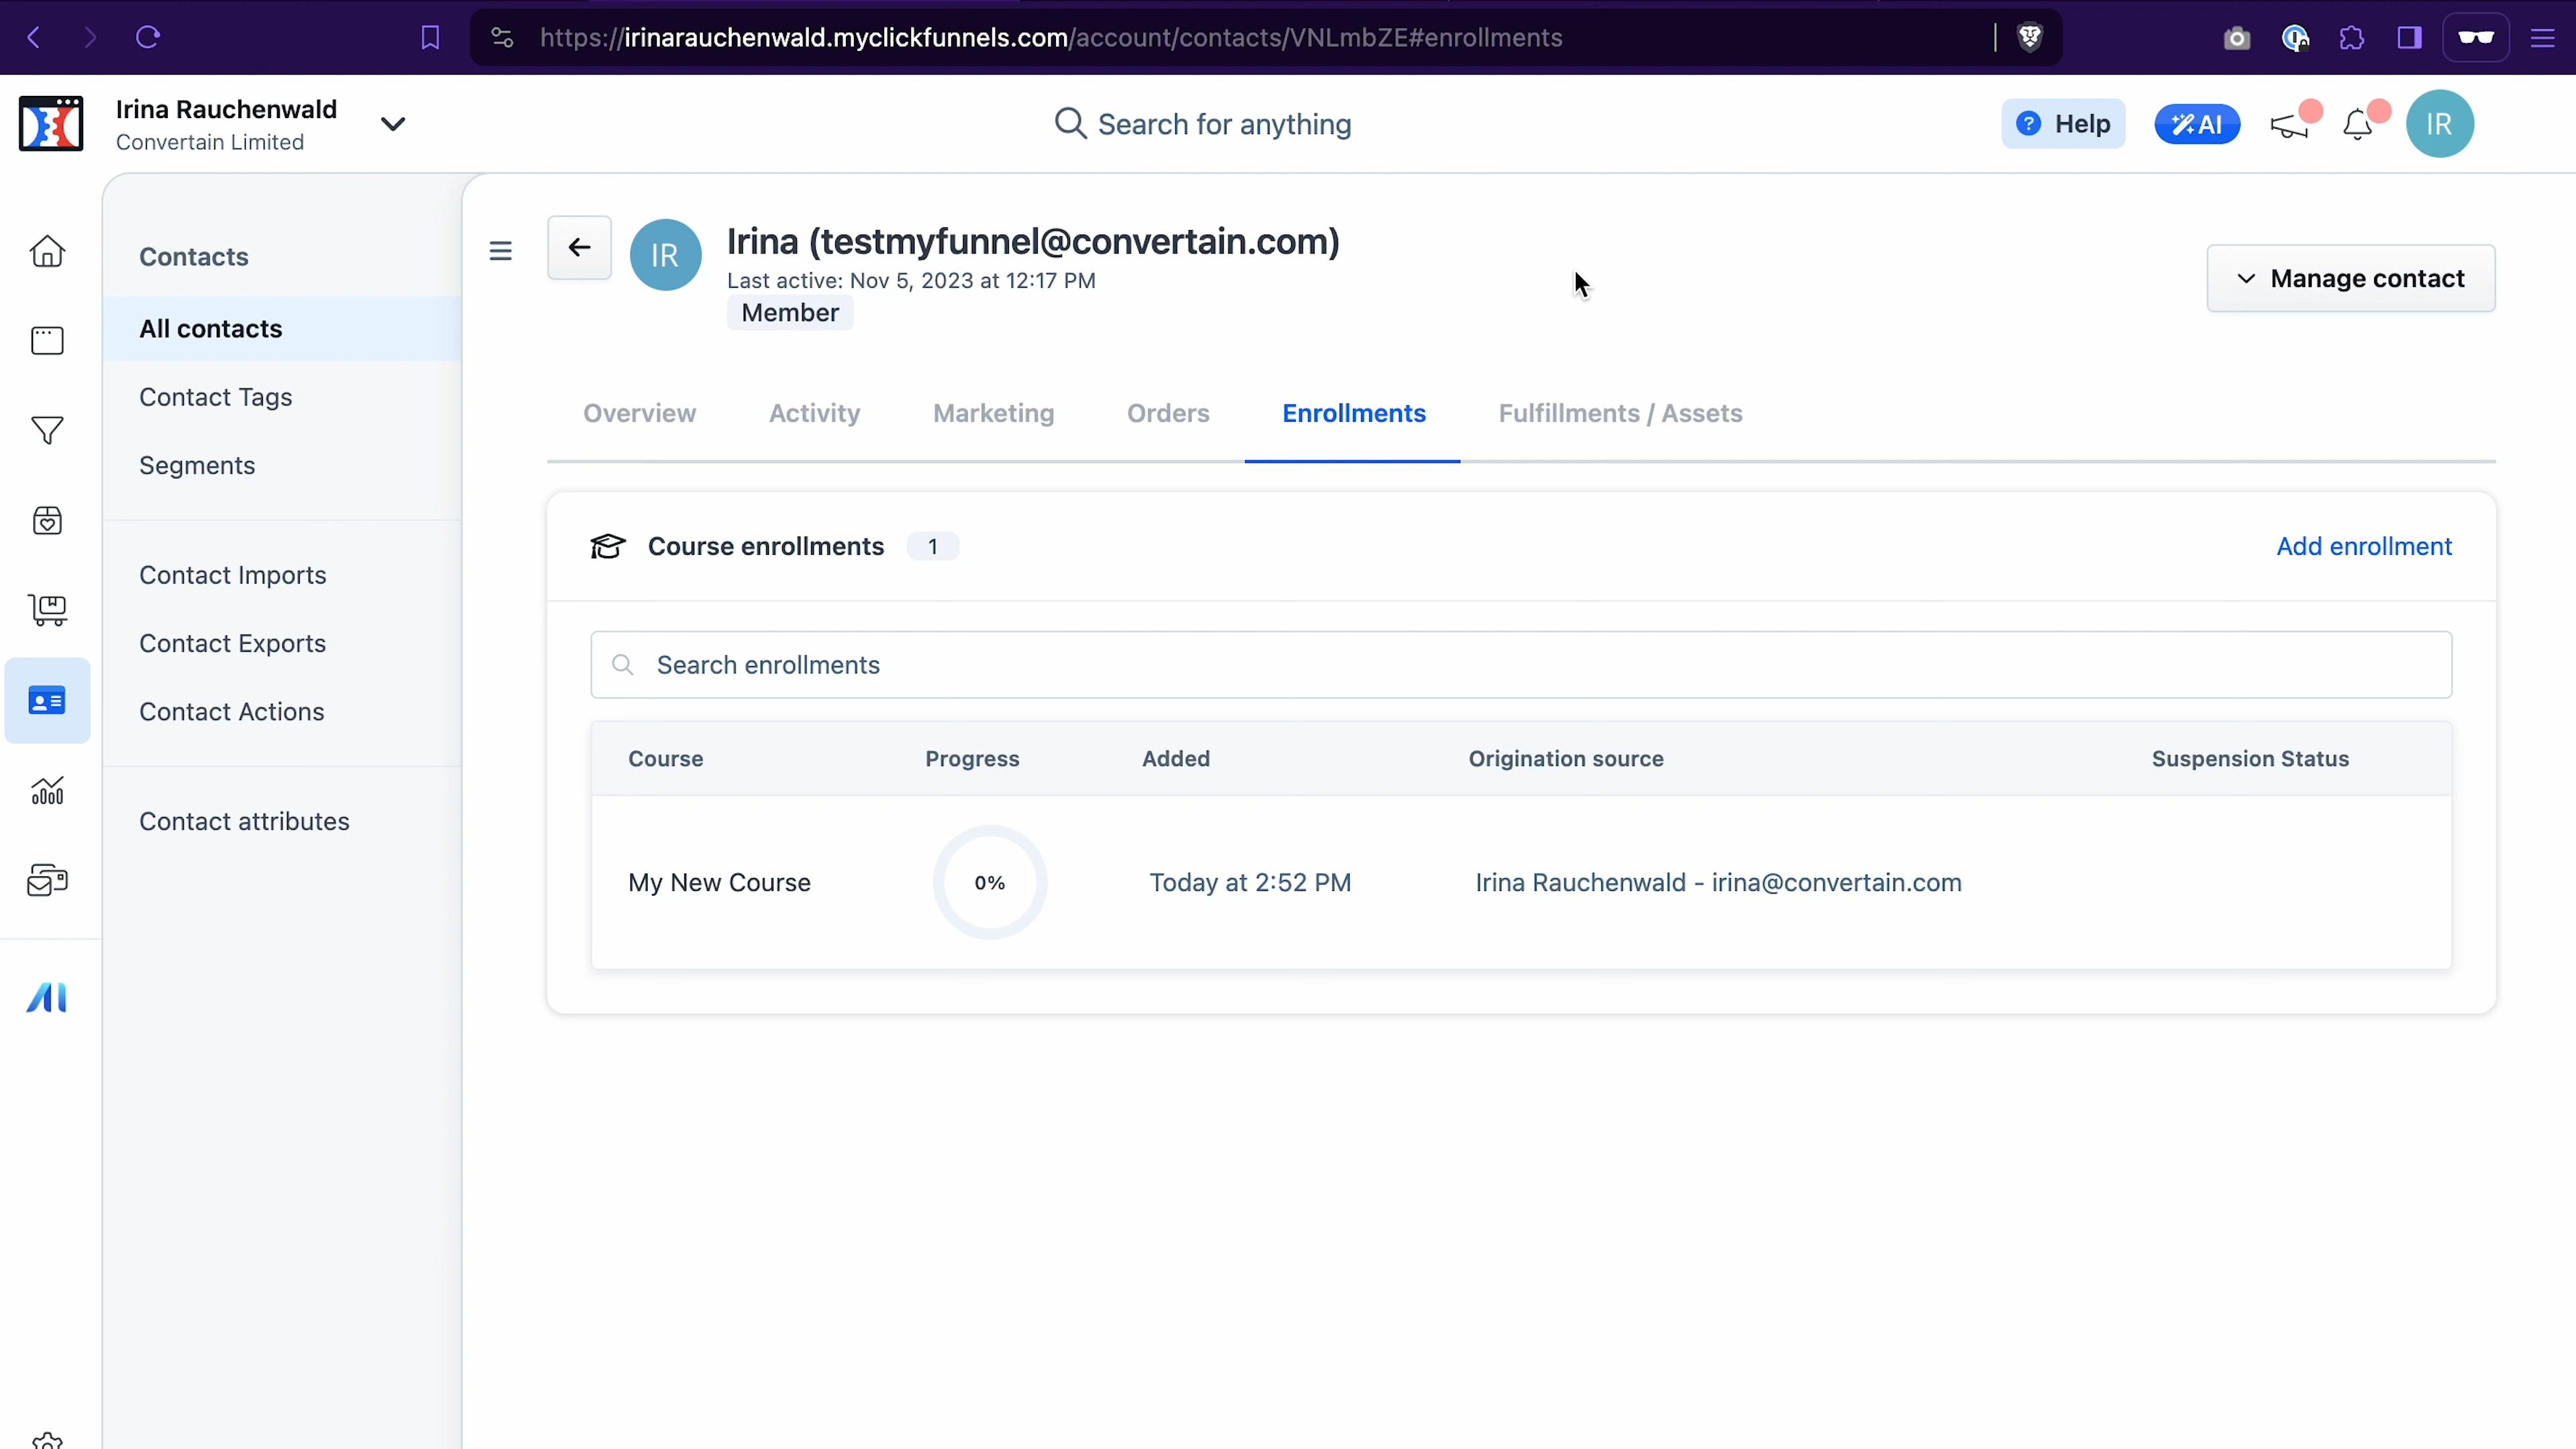 https://irinarauchenwald.myclickfunnels.com/account/contacts/VNLmbZE#enrollments
Irina Rauchenwald
Convertain Limited
Search for anything
Help
AI
IR
Contacts
All contacts
Contact Tags
Segments
Contact Imports
Contact Exports
Contact Actions
Contact attributes
AI
IR
Irina (testmyfunnel@convertain.com)
Last active: Nov 5, 2023 at 12:17 PM
Member
Manage contact
Overview Activity Marketing Orders Enrollments Fulfillments / Assets
Course enrollments 1 Add enrollment
Search enrollments
Course Progress Added Origination source Suspension Status
My New Course 0% Today at 2:52 PM Irina Rauchenwald - irina@convertain.com